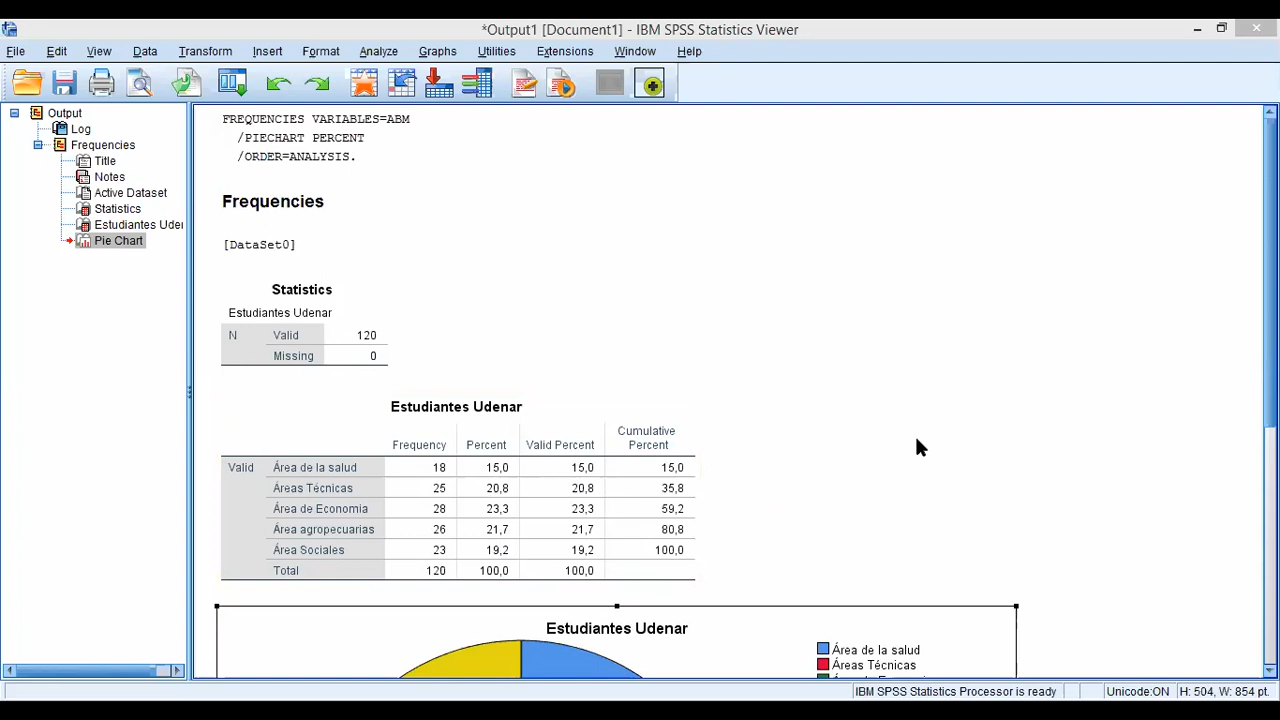 *Output1 [Document1] - IBM SPSS Statistics Viewer
File Edit View Data Transform Insert Format Analyze Graphs Utilities Extensions Window Help
Output
Log
Frequencies
Title
Notes
Active Dataset
Statistics
Estudiantes Uder
Pie Chart
FREQUENCIES VARIABLES=ABM
/PIECHART PERCENT
/ORDER=ANALYSIS.
Frequencies
[DataSet0]
Statistics
Estudiantes Udenar
N Valid 120
Missing 0
Estudiantes Udenar
Frequency Percent Valid Percent Cumulative Percent
Valid Área de la salud 18 15,0 15,0 15,0
Áreas Técnicas 25 20,8 20,8 35,8
Área de Economia 28 23,3 23,3 59,2
Área agropecuarias 26 21,7 21,7 80,8
Área Sociales 23 19,2 19,2 100,0
Total 120 100,0 100,0
Estudiantes Udenar
Área de la salud
Áreas Técnicas
IBM SPSS Statistics Processor is ready Unicode:ON H: 504, W: 854 pt.